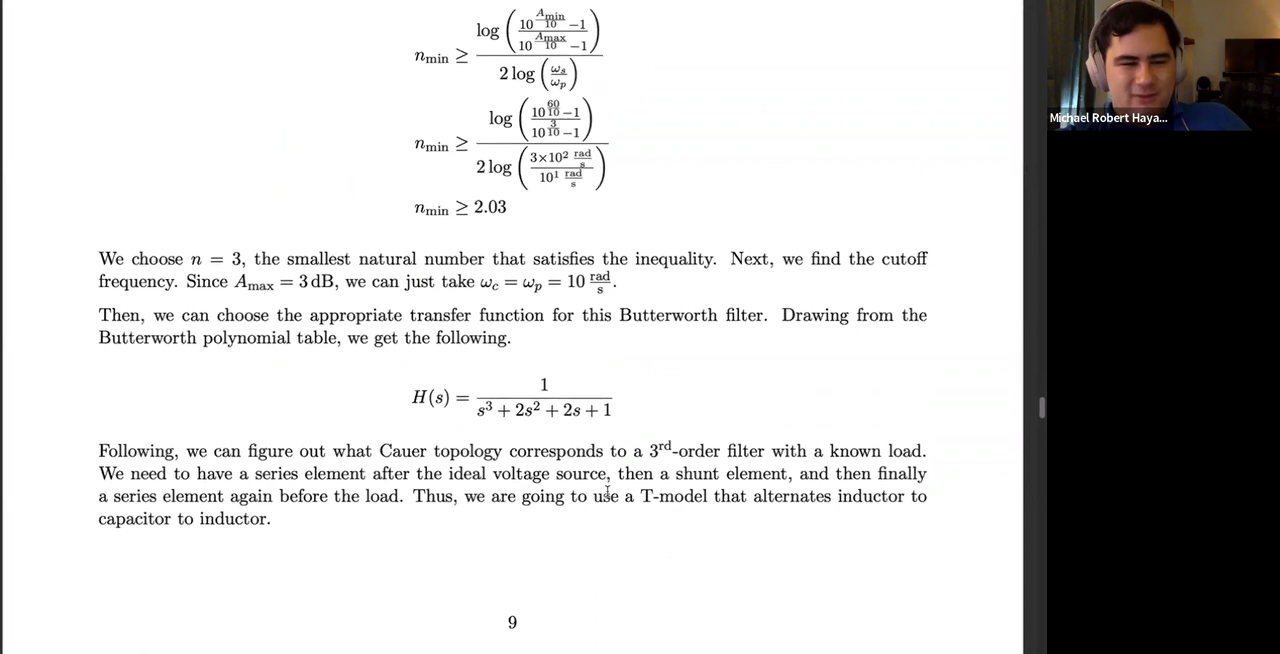 n_min ≥ log((10^(A_min/10) −1)/(10^(A_max/10) −1)) / (2 log(ω_s/ω_p))
n_min ≥ log((10^(60/10) −1)/(10^(3/10) −1)) / (2 log((3×10² rad/s)/(10¹ rad/s)))
n_min ≥ 2.03
We choose n = 3, the smallest natural number that satisfies the inequality. Next, we find the cutoff
frequency. Since A_max = 3 dB, we can just take ω_c = ω_p = 10 rad/s.
Then, we can choose the appropriate transfer function for this Butterworth filter. Drawing from the
Butterworth polynomial table, we get the following.
H(s) = 1 / (s³ + 2s² + 2s + 1)
Following, we can figure out what Cauer topology corresponds to a 3rd-order filter with a known load.
We need to have a series element after the ideal voltage source, then a shunt element, and then finally
a series element again before the load. Thus, we are going to use a T-model that alternates inductor to
capacitor to inductor.
9
Michael Robert Haya...